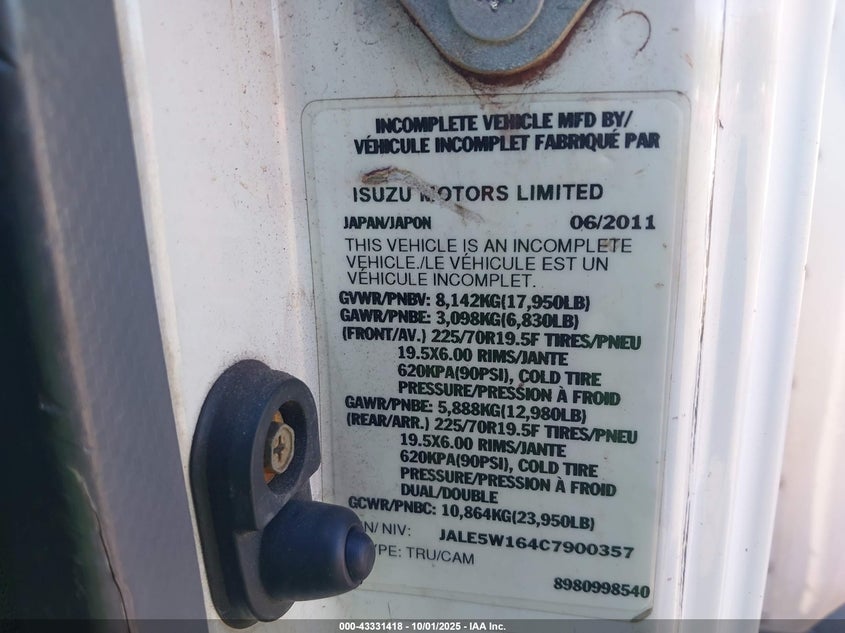 INCOMPLETE VEHICLE MFD BY/
VÉHICULE INCOMPLET FABRIQUÉ PAR
ISUZU MOTORS LIMITED
JAPAN/JAPON 06/2011
THIS VEHICLE IS AN INCOMPLETE
VEHICLE./LE VÉHICULE EST UN
VÉHICULE INCOMPLET.
GVWR/PNBV: 8,142KG(17,950LB)
GAWR/PNBE: 3,098KG(6,830LB)
(FRONT/AV.) 225/70R19.5F TIRES/PNEU
19.5X6.00 RIMS/JANTE
620KPA(90PSI), COLD TIRE
PRESSURE/PRESSION À FROID
GAWR/PNBE: 5,888KG(12,980LB)
(REAR/ARR.) 225/70R19.5F TIRES/PNEU
19.5X6.00 RIMS/JANTE
620KPA(90PSI), COLD TIRE
PRESSURE/PRESSION À FROID
DUAL/DOUBLE
GCWR/PNBC: 10,864KG(23,950LB)
N/ NIV: JALE5W164C7900357
YPE: TRU/CAM
8980998540
000-43331418 - 10/01/2025 - IAA Inc.